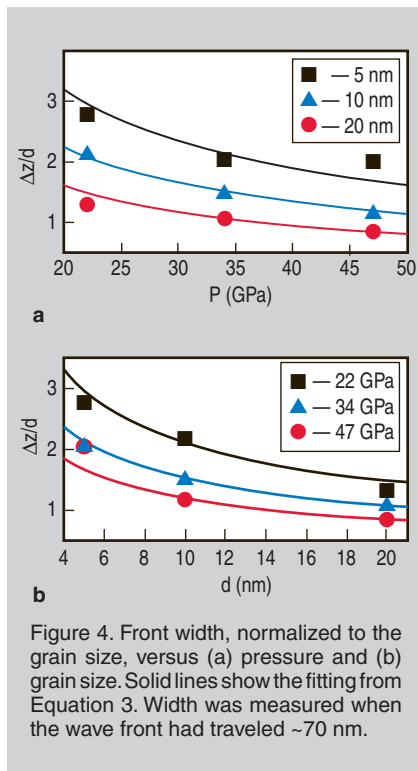 — 5 nm
— 10 nm
— 20 nm
3
2
1
Δz/d
20 25 30 35 40 45 50
P (GPa)
a
— 22 GPa
— 34 GPa
— 47 GPa
3
2
1
Δz/d
4 6 8 10 12 14 16 18 20
d (nm)
b
Figure 4. Front width, normalized to the
grain size, versus (a) pressure and (b)
grain size. Solid lines show the fitting from
Equation 3. Width was measured when
the wave front had traveled ~70 nm.